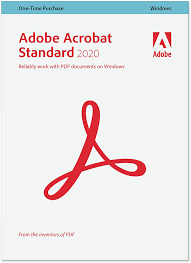 One-Time Purchase Windows
Adobe Acrobat
Standard 2020
Reliably work with PDF documents on Windows
Adobe
From the inventors of PDF